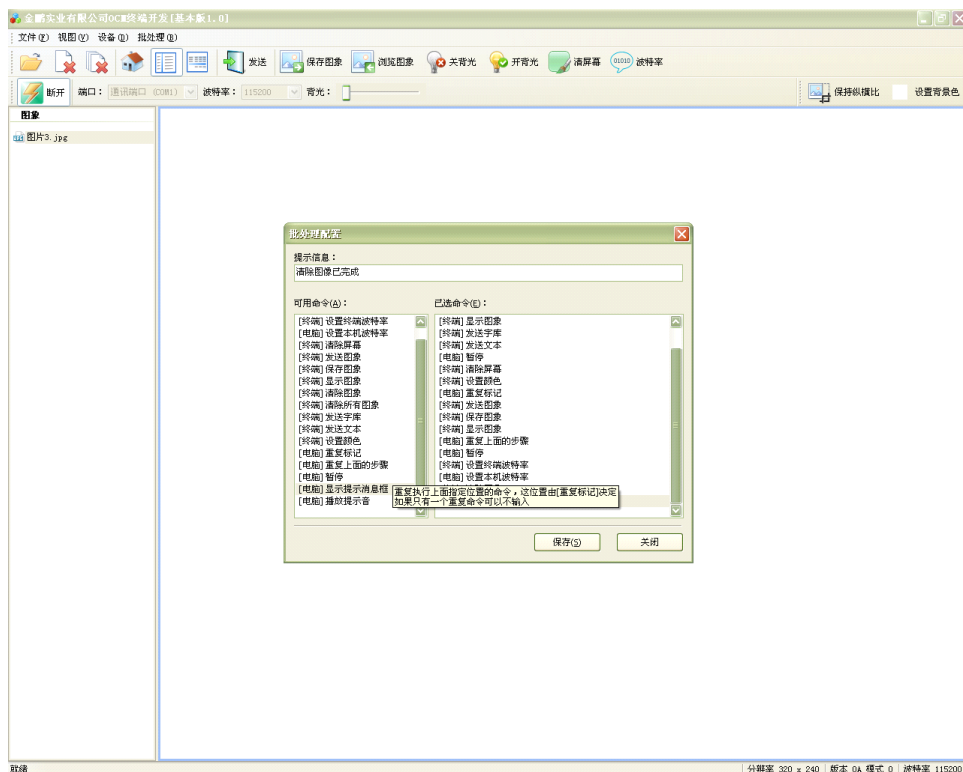 全鹏实业有限公司OCM终端开发[基本版1.0]
文件(F) 视图(V) 设备(D) 批处理(B)
发送 保存图象 浏览图象 关背光 开背光 清屏幕 波特率
断开 端口： 通讯端口 (COM1) 波特率： 115200 背光： 保持纵横比 设置背景色
图象
图片3.jpg
批处理配置
提示信息：
清除图像已完成
可用命令(A)： 已选命令(E)：
[终端]设置终端波特率 [终端]显示图象
[电脑]设置本机波特率 [终端]发送字库
[终端]清除屏幕 [终端]发送文本
[终端]发送图象 [电脑]暂停
[终端]保存图象 [终端]清除屏幕
[终端]显示图象 [终端]设置颜色
[终端]清除图象 [电脑]重复标记
[终端]清除所有图象 [终端]发送图象
[终端]发送字库 [终端]保存图象
[终端]发送文本 [终端]显示图象
[终端]设置颜色 [电脑]重复上面的步骤
[电脑]重复标记 [电脑]暂停
[电脑]重复上面的步骤 [终端]设置终端波特率
[电脑]暂停 [电脑]设置本机波特率
[电脑]显示提示消息框
重复执行上面指定位置的命令，这位置由[重复标记]决定
[电脑]播放提示音 如果只有一个重复命令可以不输入
保存(S) 关闭
就绪 分辨率 320 x 240 版本 0A 模式 0 波特率 115200